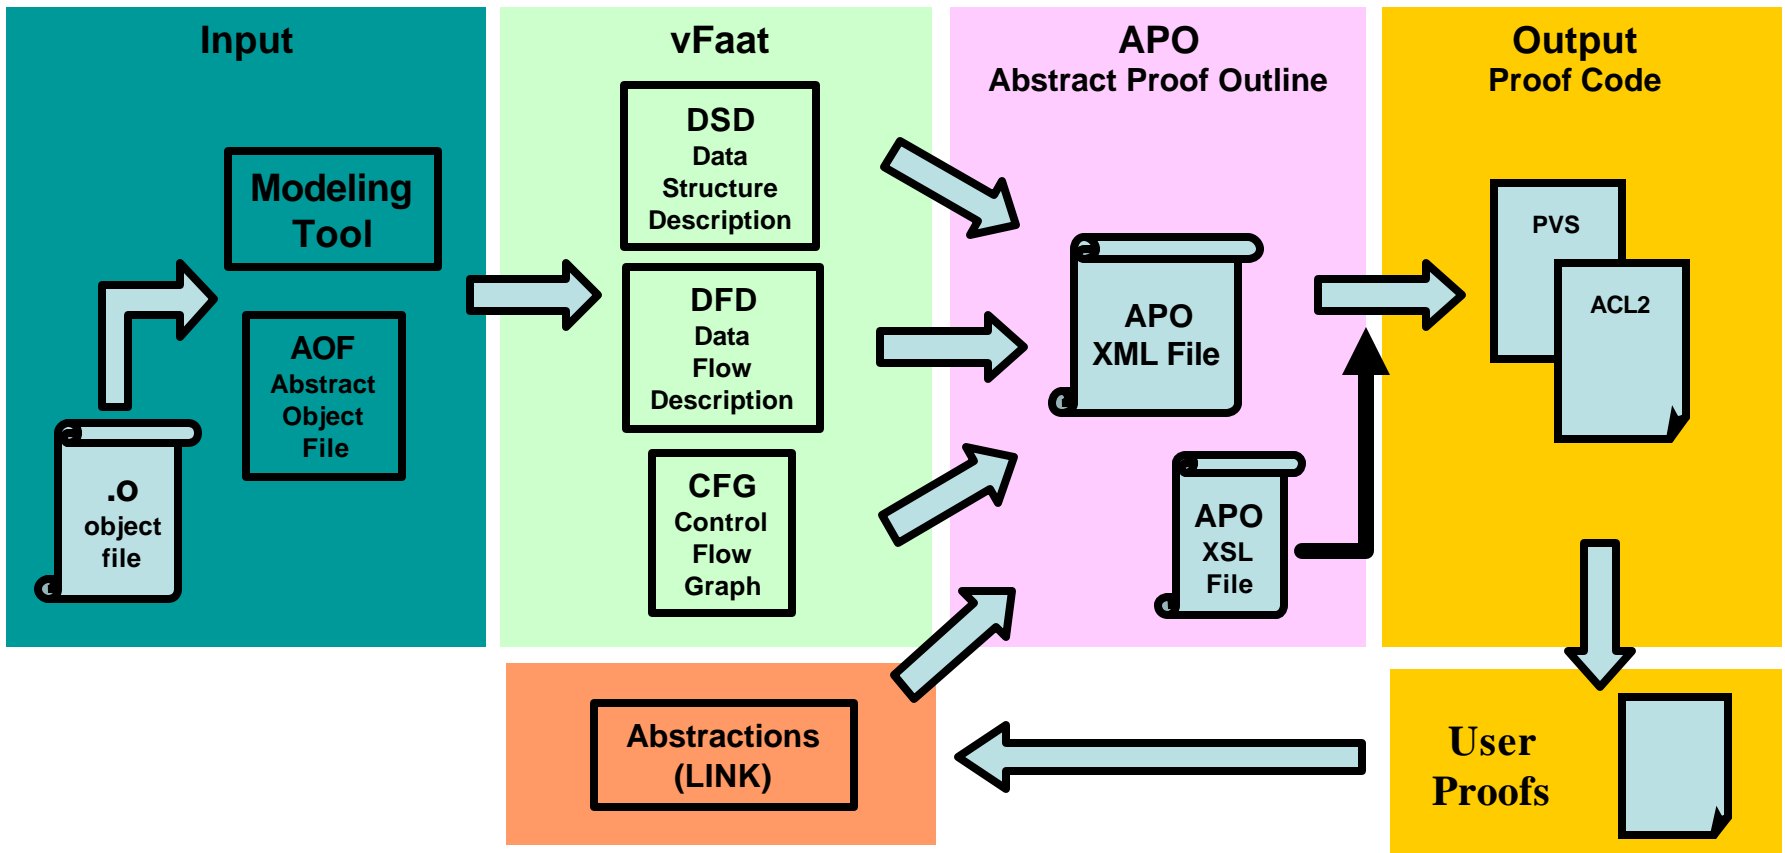 Input
Modeling
Tool
AOF
Abstract
Object
File
.o
object
file
vFaat
DSD
Data
Structure
Description
DFD
Data
Flow
Description
CFG
Control
Flow
Graph
APO
Abstract Proof Outline
APO
XML File
APO
XSL
File
Output
Proof Code
PVS
ACL2
Abstractions
(LINK)
User
Proofs